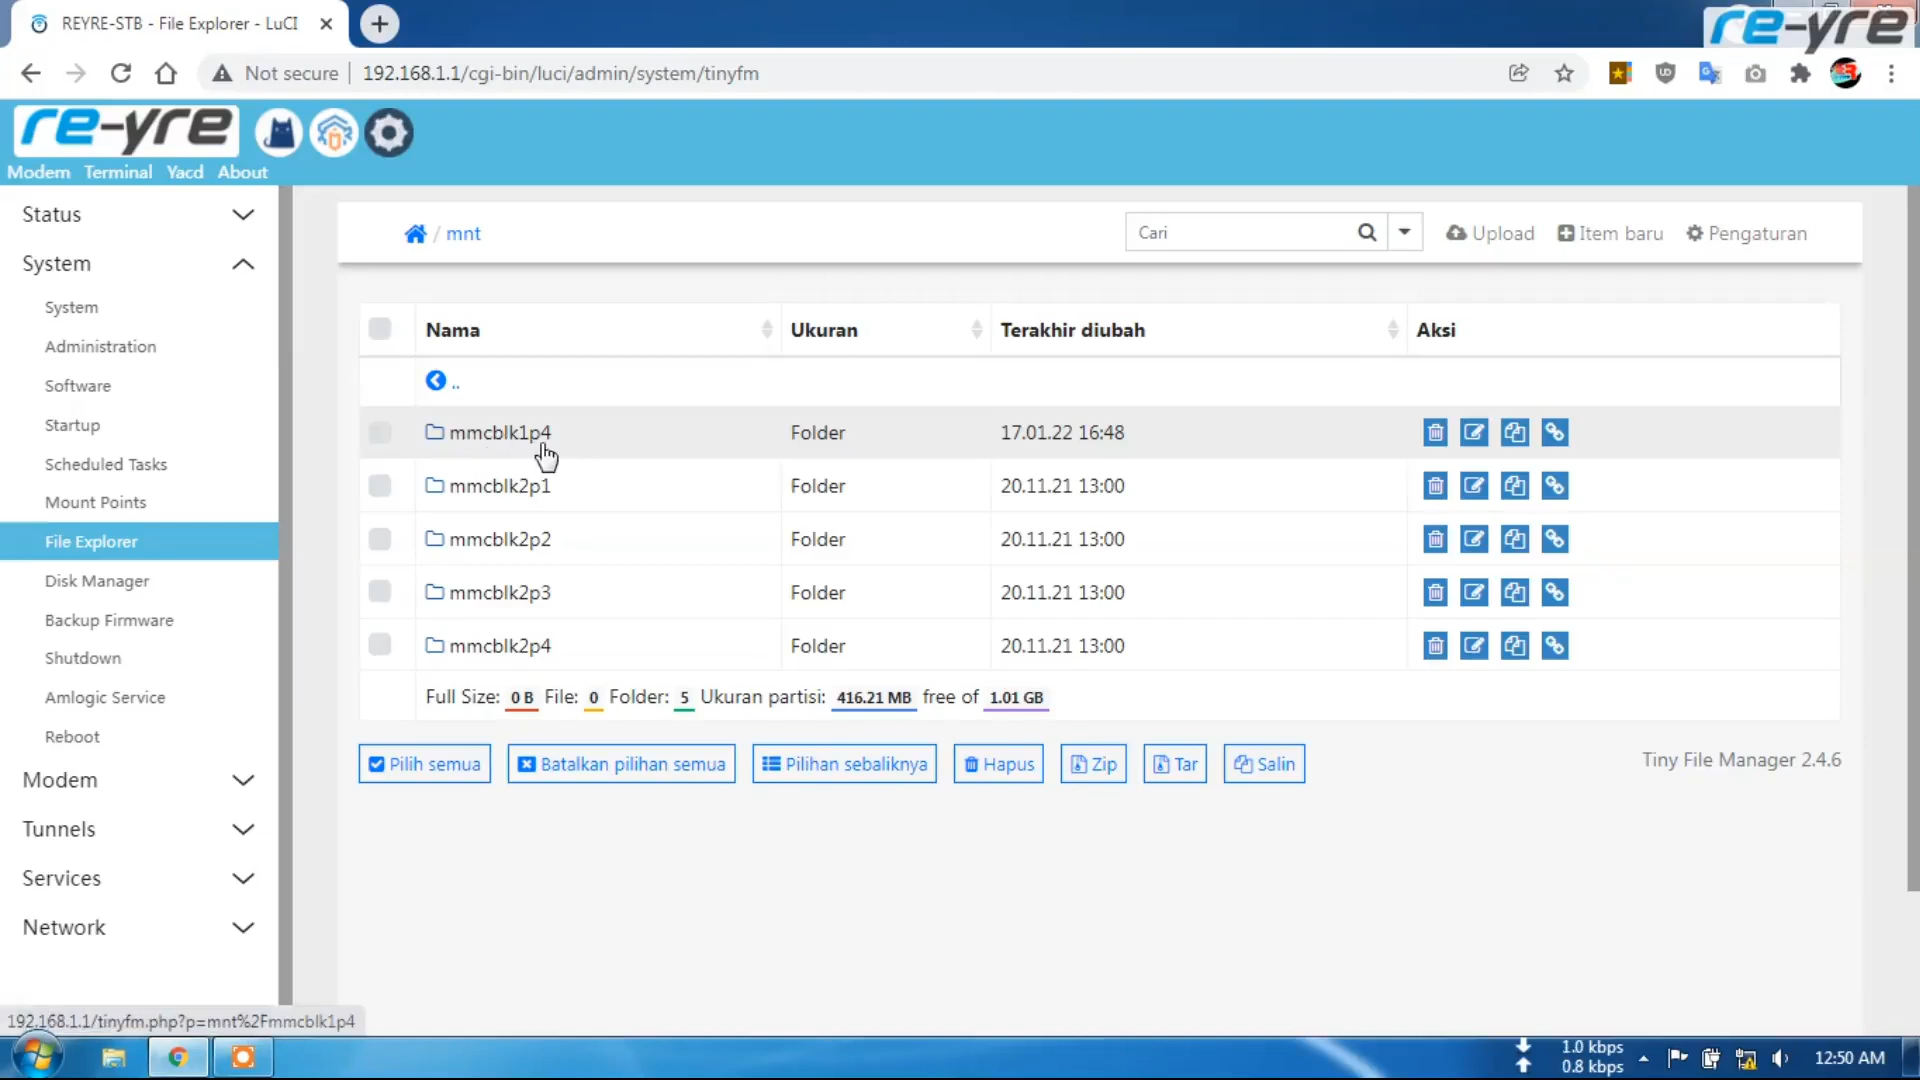 REYRE-STB - File Explorer - LuCI
re-yre
Not secure
192.168.1.1/cgi-bin/luci/admin/system/tinyfm
re-yre
Modem Terminal Yacd About
Status
System
System
Administration
Software
Startup
Scheduled Tasks
Mount Points
File Explorer
Disk Manager
Backup Firmware
Shutdown
Amlogic Service
Reboot
Modem
Tunnels
Services
Network
/ mnt
Cari
Upload
Item baru
Pengaturan
Nama Ukuran Terakhir diubah Aksi
..
mmcblk1p4 Folder 17.01.22 16:48
mmcblk2p1 Folder 20.11.21 13:00
mmcblk2p2 Folder 20.11.21 13:00
mmcblk2p3 Folder 20.11.21 13:00
mmcblk2p4 Folder 20.11.21 13:00
Full Size: 0 B File: 0 Folder: 5 Ukuran partisi: 416.21 MB free of 1.01 GB
Pilih semua Batalkan pilihan semua Pilihan sebaliknya Hapus Zip Tar Salin
Tiny File Manager 2.4.6
192.168.1.1/tinyfm.php?p=mnt%2Fmmcblk1p4
1.0 kbps
0.8 kbps
12:50 AM